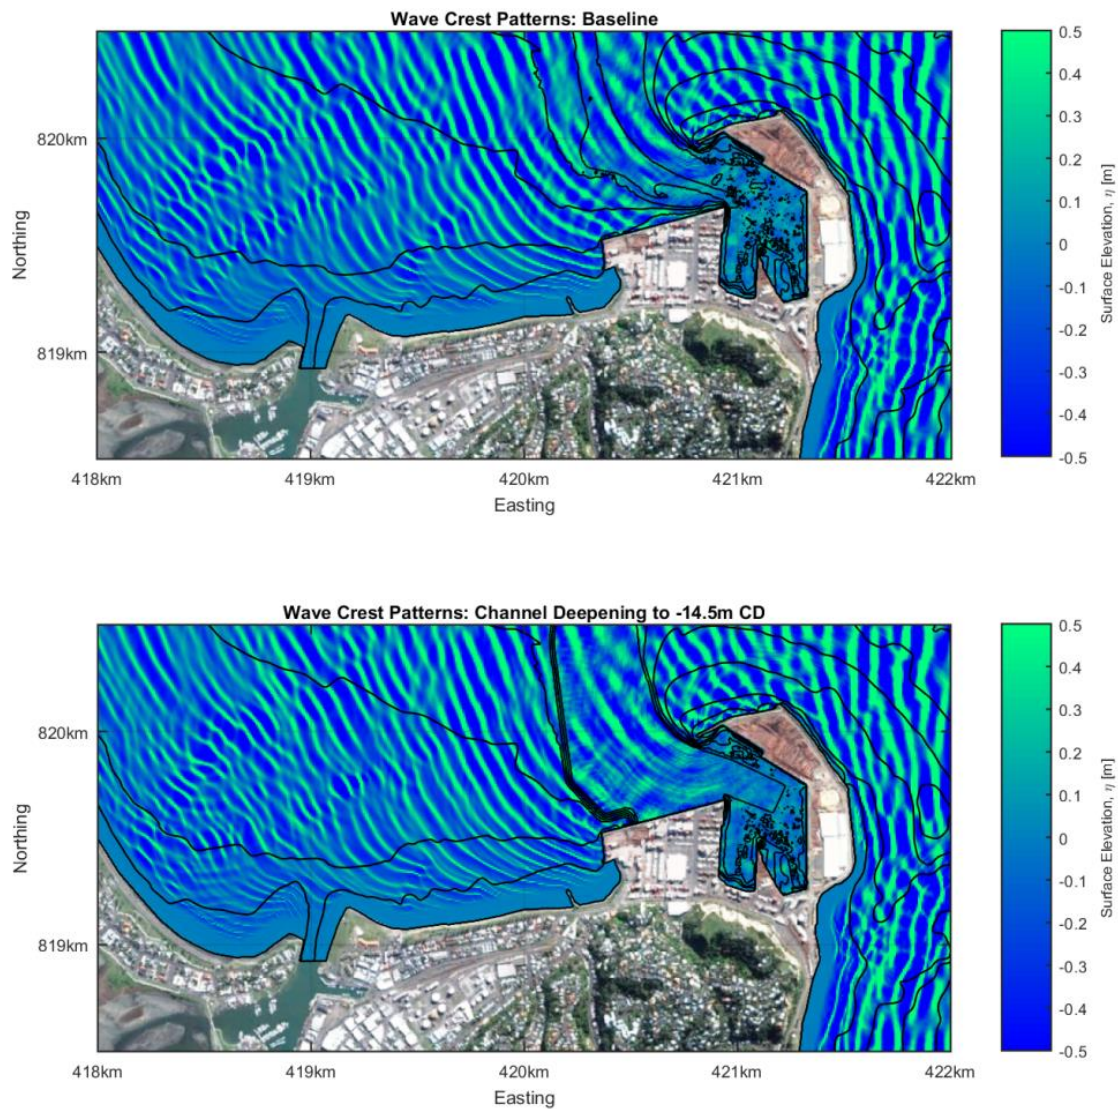 Wave Crest Patterns: Baseline
820km
819km
Northing
418km 419km 420km 421km 422km
Easting
0.5
0.4
0.3
0.2
0.1
0
-0.1
-0.2
-0.3
-0.4
-0.5
Surface Elevation, η [m]
Wave Crest Patterns: Channel Deepening to -14.5m CD
820km
819km
Northing
418km 419km 420km 421km 422km
Easting
0.5
0.4
0.3
0.2
0.1
0
-0.1
-0.2
-0.3
-0.4
-0.5
Surface Elevation, η [m]